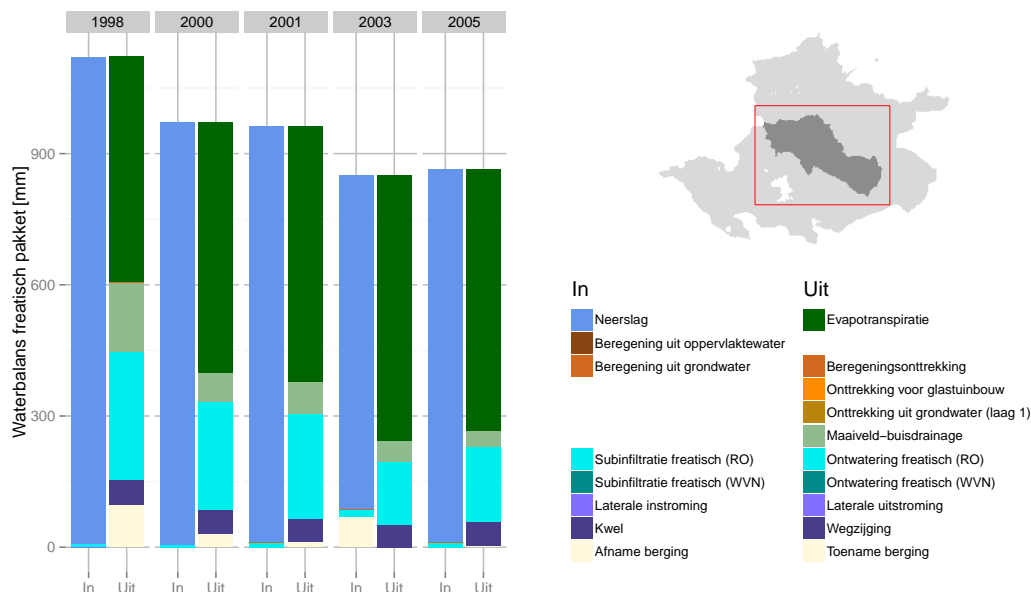 1998 2000 2001 2003 2005
Waterbalans freatisch pakket [mm]
900
600
300
0
In Uit In Uit In Uit In Uit In Uit
In Uit
Neerslag Evapotranspiratie
Beregening uit oppervlaktewater
Beregening uit grondwater Beregeningsonttrekking
Onttrekking voor glastuinbouw
Onttrekking uit grondwater (laag 1)
Maaiveld−buisdrainage
Subinfiltratie freatisch (RO) Ontwatering freatisch (RO)
Subinfiltratie freatisch (WVN) Ontwatering freatisch (WVN)
Laterale instroming Laterale uitstroming
Kwel Wegzijging
Afname berging Toename berging